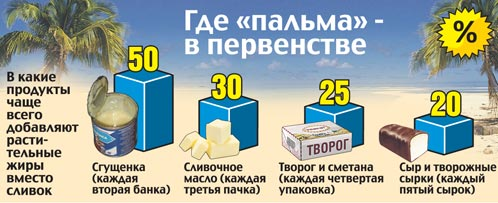 Где «пальма» -
в первенстве
%
В какие
продукты
чаще
всего
добавляют
расти-
тельные
жиры
вместо
сливок
50
Сгущенка
(каждая
вторая банка)
30
Сливочное
масло (каждая
третья пачка)
25
ТВОРОГ
Творог и сметана
(каждая четвертая
упаковка)
20
Сыр и творожные
сырки (каждый
пятый сырок)